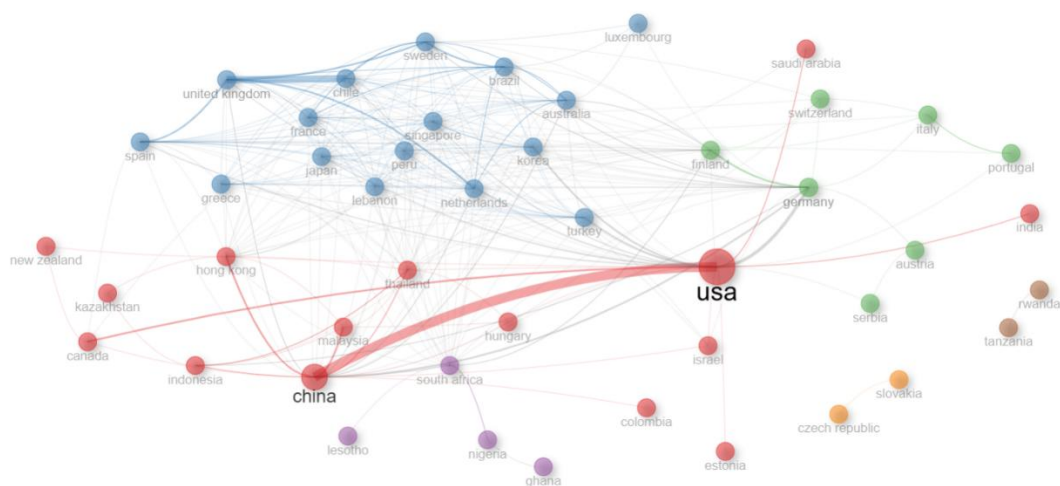 luxembourg
sweden
saudi arabia
brazil
united kingdom
chile
australia
switzerland
france
singapore
italy
spain
japan
peru
korea
finland
portugal
greece
lebanon
netherlands
germany
turkey
india
new zealand
hong kong
thailand
usa
austria
kazakhstan
rwanda
serbia
malaysia
hungary
tanzania
canada
indonesia
south africa
israel
china
slovakia
colombia
czech republic
lesotho
nigeria
estonia
ghana